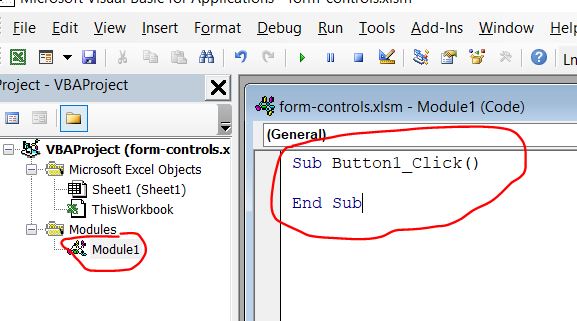 Microsoft Visual Basic for Applications - form-controls.xlsm
File Edit View Insert Format Debug Run Tools Add-Ins Window Help
Ln
Project - VBAProject
VBAProject (form-controls.x
Microsoft Excel Objects
Sheet1 (Sheet1)
ThisWorkbook
Modules
Module1
form-controls.xlsm - Module1 (Code)
(General)
Sub Button1_Click()
End Sub